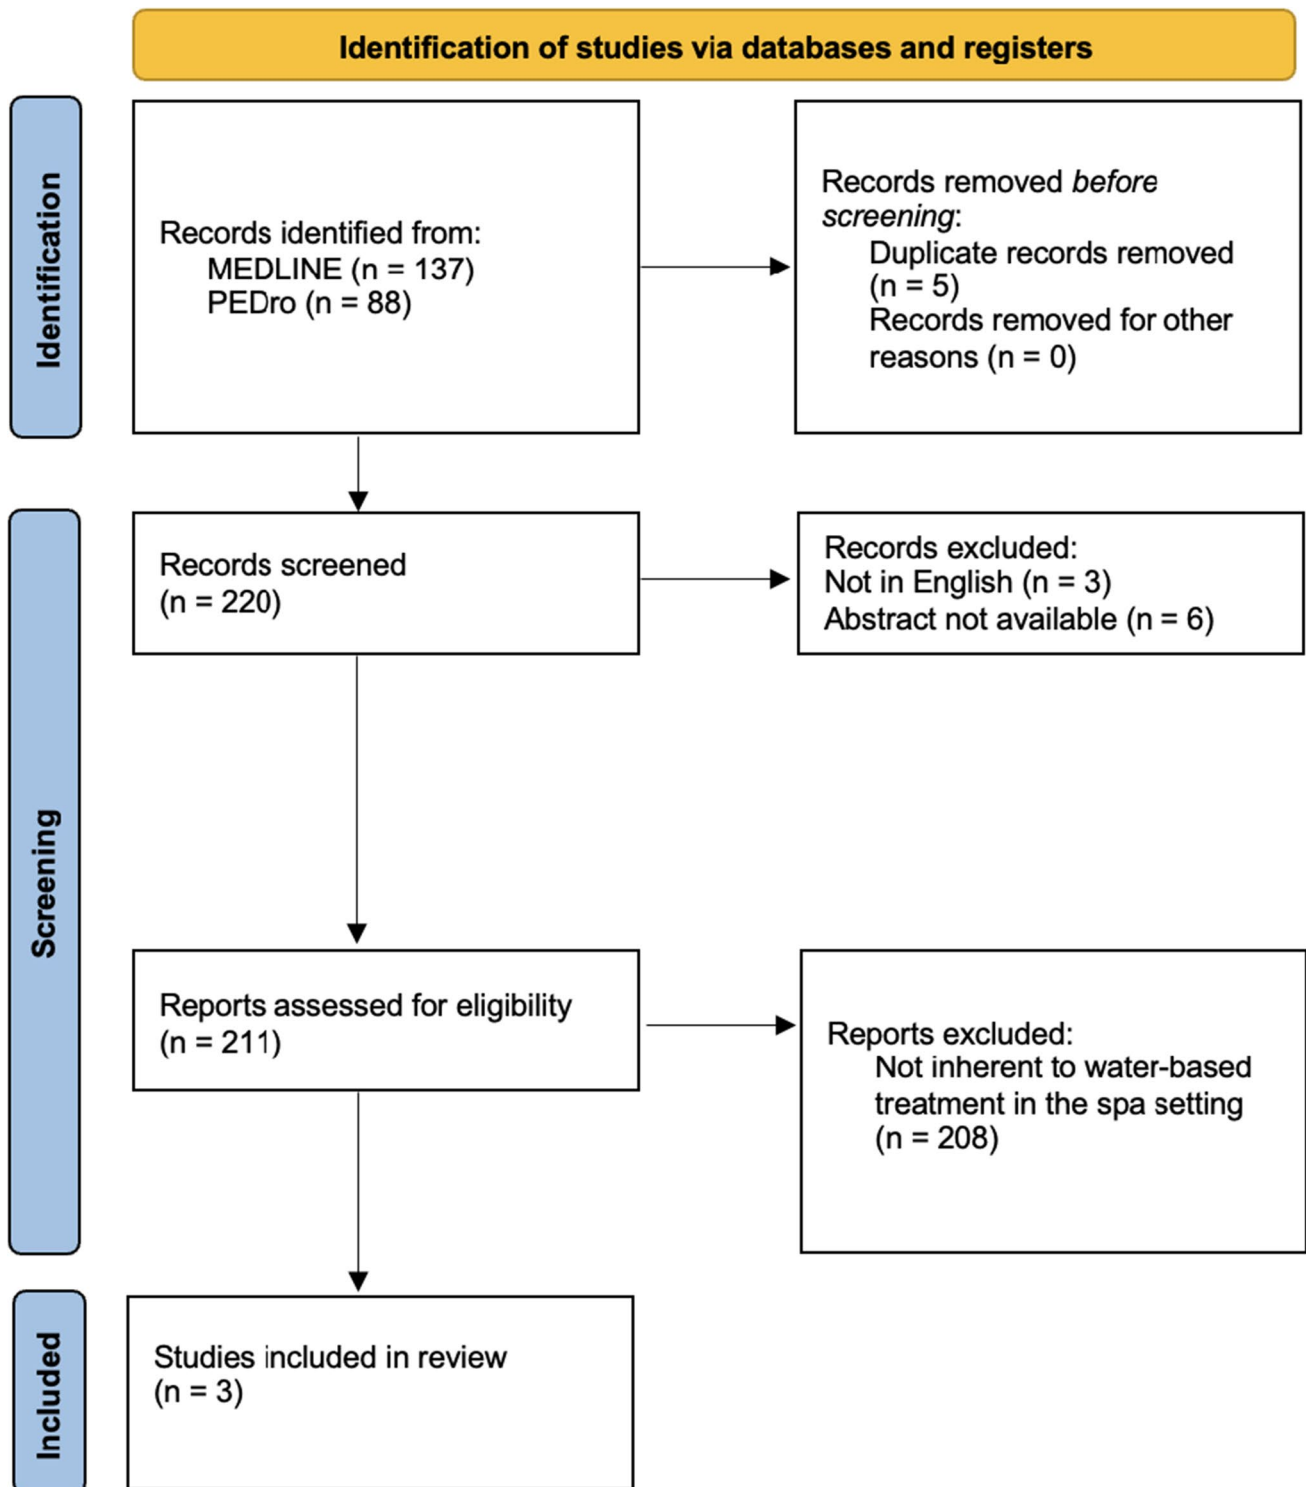 Identification of studies via databases and registers
Identification
Records identified from:
MEDLINE (n = 137)
PEDro (n = 88)
Records removed before
screening:
Duplicate records removed
(n = 5)
Records removed for other
reasons (n = 0)
Screening
Records screened
(n = 220)
Records excluded:
Not in English (n = 3)
Abstract not available (n = 6)
Reports assessed for eligibility
(n = 211)
Reports excluded:
Not inherent to water-based
treatment in the spa setting
(n = 208)
Included
Studies included in review
(n = 3)